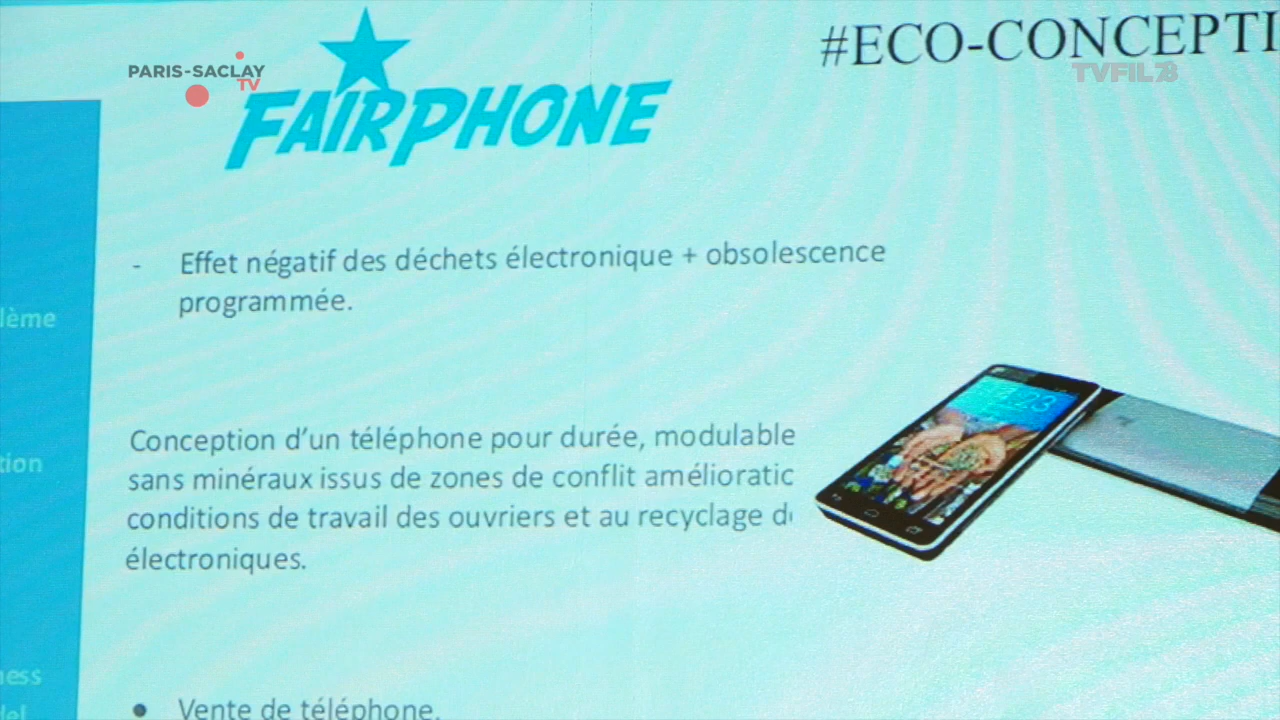 #ECO-CONCEPTI
PARIS-SACLAY
TV
TVFIL78
FAIRPHONE
- Effet négatif des déchets électronique + obsolescence
programmée.
lème
Conception d'un téléphone pour durée, modulable
sans minéraux issus de zones de conflit amélioratic
tion
conditions de travail des ouvriers et au recyclage d
électroniques.
ness
• Vente de téléphone.